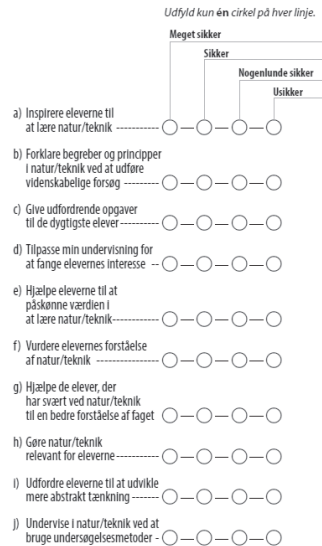 Udfyld kun én cirkel på hver linje.
Meget sikker
Sikker
Nogenlunde sikker
Usikker
a) Inspirere eleverne til
at lære natur/teknik
b) Forklare begreber og principper
i natur/teknik ved at udføre
videnskabelige forsøg
c) Give udfordrende opgaver
til de dygtigste elever
d) Tilpasse min undervisning for
at fange elevernes interesse
e) Hjælpe eleverne til at
påskønne værdien i
at lære natur/teknik
f) Vurdere elevernes forståelse
af natur/teknik
g) Hjælpe de elever, der
har svært ved natur/teknik
til en bedre forståelse af faget
h) Gøre natur/teknik
relevant for eleverne
i) Udfordre eleverne til at udvikle
mere abstrakt tænkning
j) Undervise i natur/teknik ved at
bruge undersøgelsesmetoder